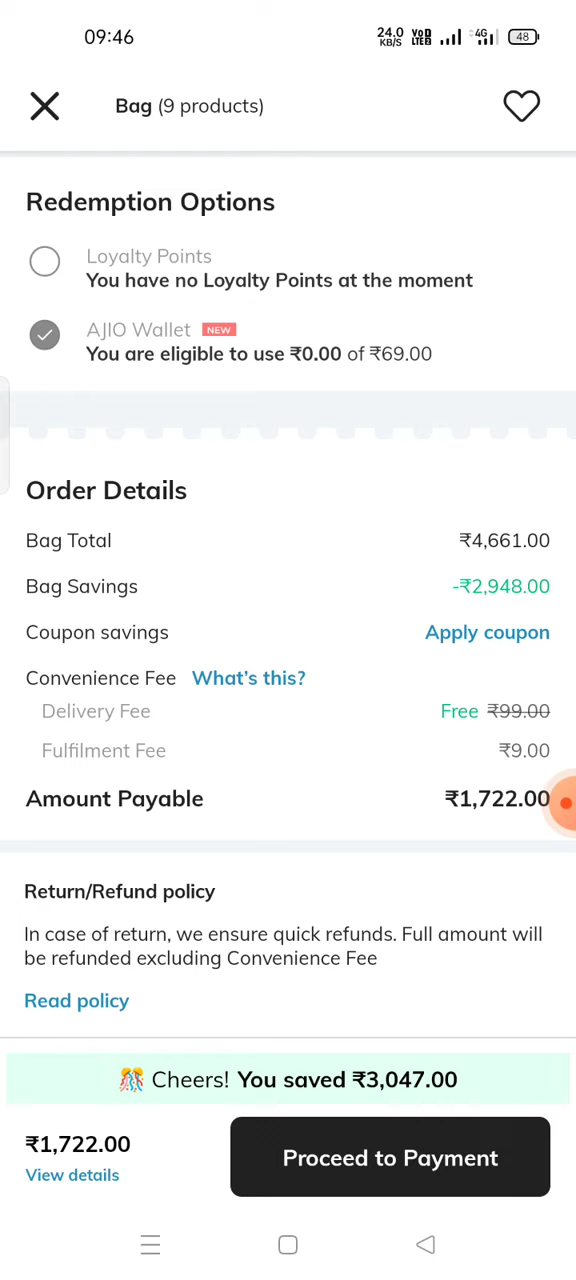 09:46 24.0 KB/S VoD LTE2 4G 48
Bag (9 products)
Redemption Options
Loyalty Points
You have no Loyalty Points at the moment
AJIO Wallet NEW
You are eligible to use ₹0.00 of ₹69.00
Order Details
Bag Total ₹4,661.00
Bag Savings -₹2,948.00
Coupon savings Apply coupon
Convenience Fee What's this?
Delivery Fee Free ₹99.00
Fulfilment Fee ₹9.00
Amount Payable ₹1,722.00
Return/Refund policy
In case of return, we ensure quick refunds. Full amount will
be refunded excluding Convenience Fee
Read policy
Cheers! You saved ₹3,047.00
₹1,722.00
View details
Proceed to Payment